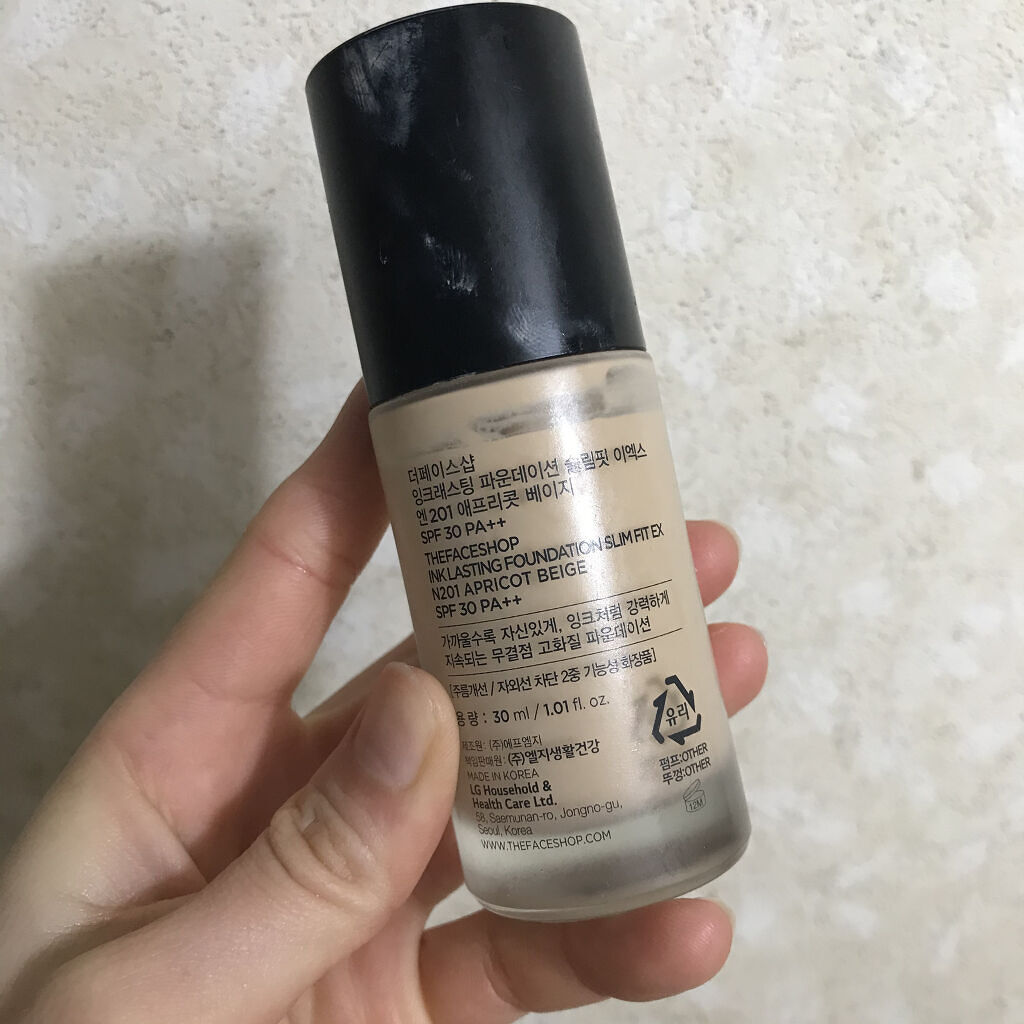 더페이스샵
잉크래스팅 파운데이션 슬림핏 이엑스
엔 201 애프리콧 베이지
SPF 30 PA++
THEFACESHOP
INK LASTING FOUNDATION SLIM FIT EX
N201 APRICOT BEIGE
SPF 30 PA++
가까울수록 자신있게, 잉크처럼 강력하게
지속되는 무결점 고화질 파운데이션
[주름개선 / 자외선 차단 2중 기능성 화장품]
용량 : 30 ml / 1.01 fl. oz.
제조원: (주)에프엠지
책임판매원: (주)엘지생활건강
MADE IN KOREA
LG Household &
Health Care Ltd.
58, Saemunan-ro, Jongno-gu,
Seoul, Korea
WWW.THEFACESHOP.COM
유리
펌프:OTHER
뚜껑:OTHER
12M